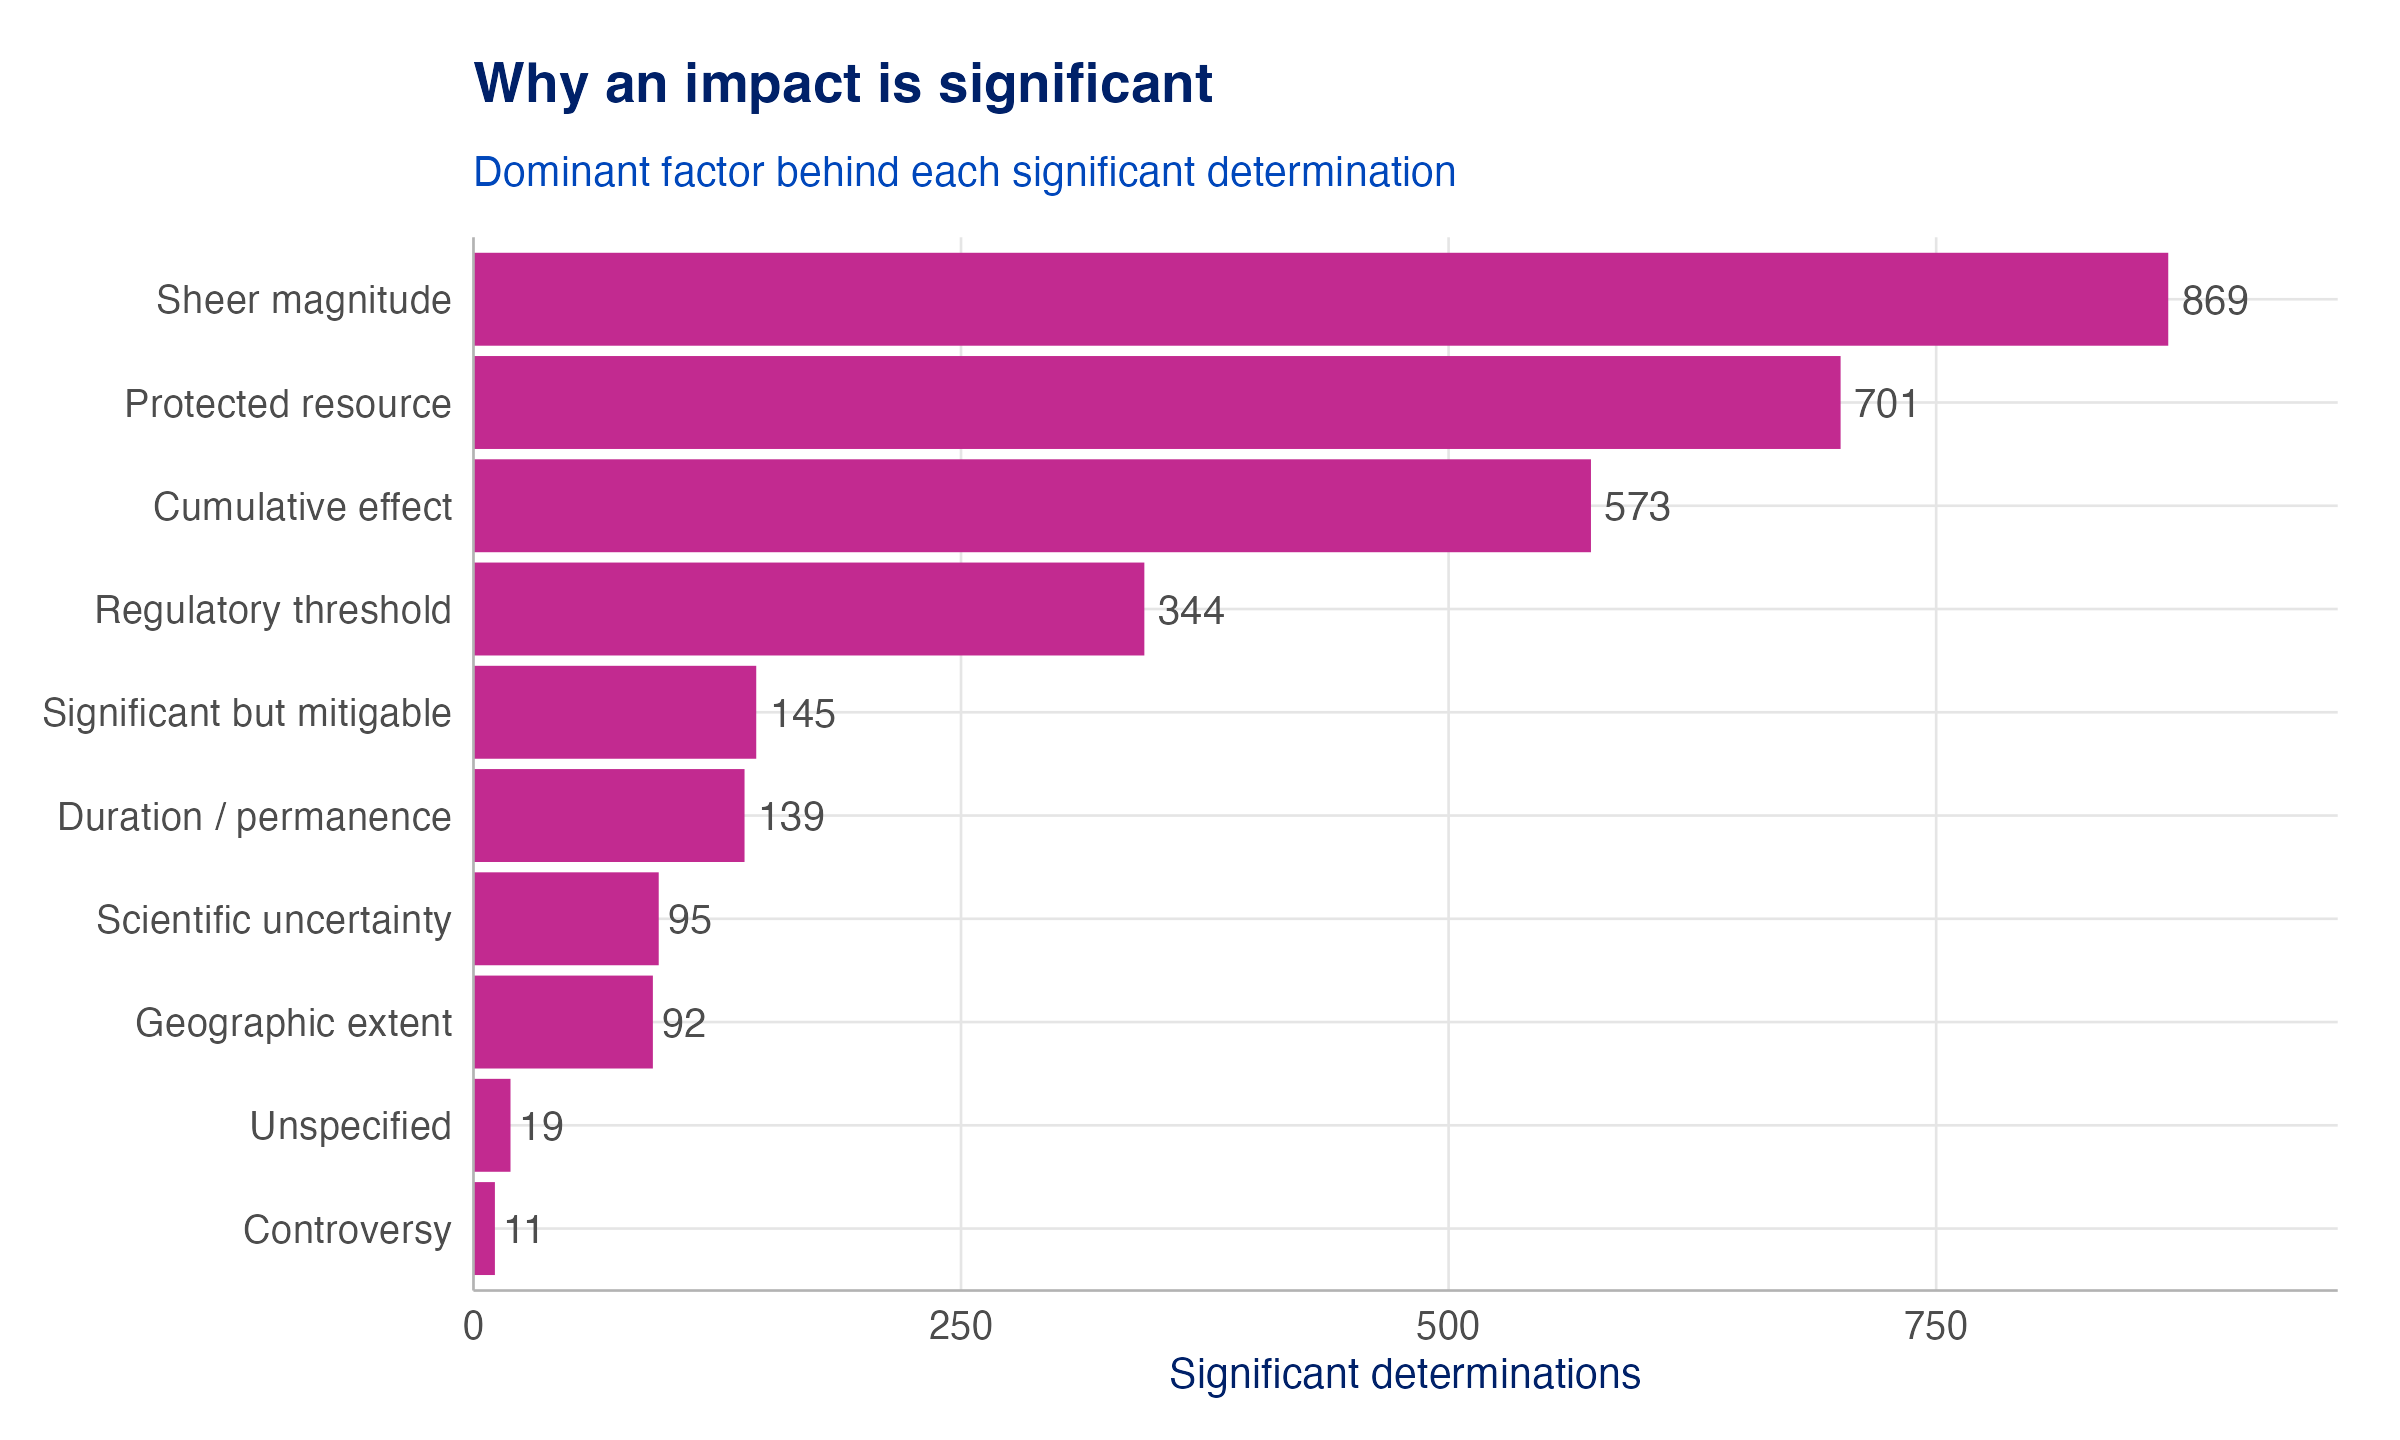 Why an impact is significant
Dominant factor behind each significant determination
Sheer magnitude 869
Protected resource 701
Cumulative effect 573
Regulatory threshold 344
Significant but mitigable 145
Duration / permanence 139
Scientific uncertainty 95
Geographic extent 92
Unspecified 19
Controversy 11
0 250 500 750
Significant determinations